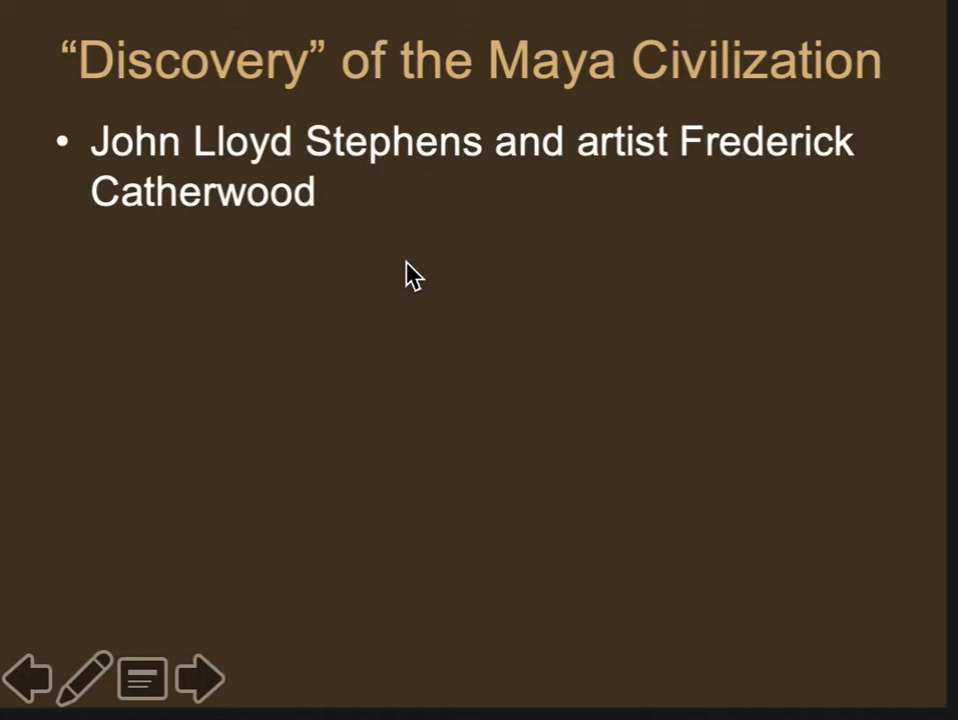 “Discovery” of the Maya Civilization
• John Lloyd Stephens and artist Frederick
Catherwood